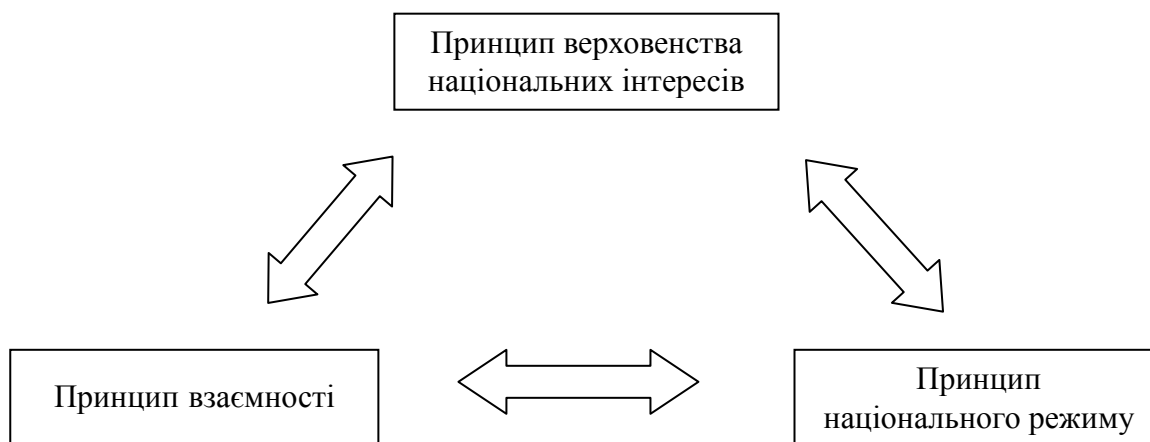 Принцип верховенства
національних інтересів
Принцип взаємності
Принцип
національного режиму